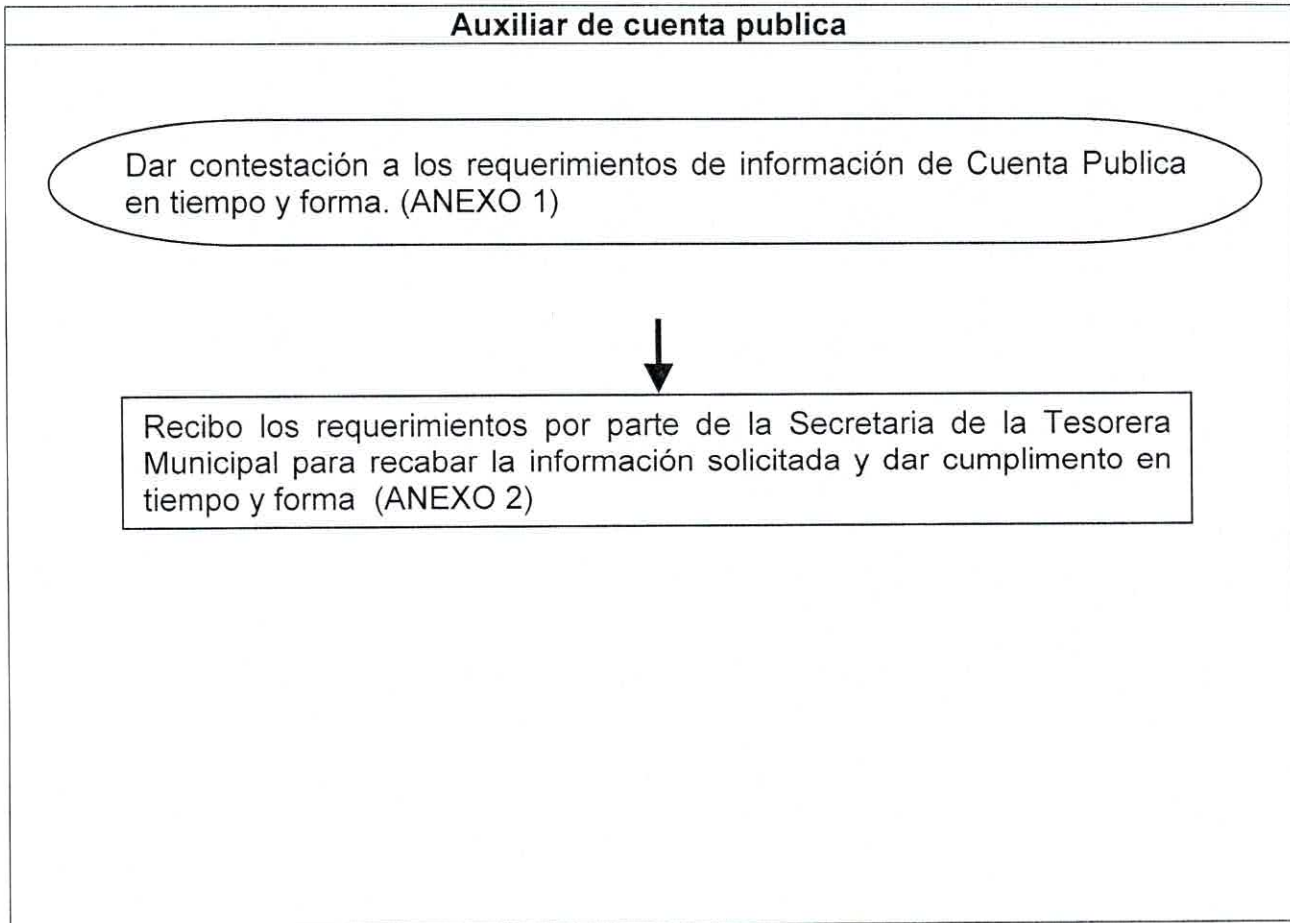 Auxiliar de cuenta publica
Dar contestación a los requerimientos de información de Cuenta Publica
en tiempo y forma. (ANEXO 1)
Recibo los requerimientos por parte de la Secretaria de la Tesorera
Municipal para recabar la información solicitada y dar cumplimento en
tiempo y forma (ANEXO 2)